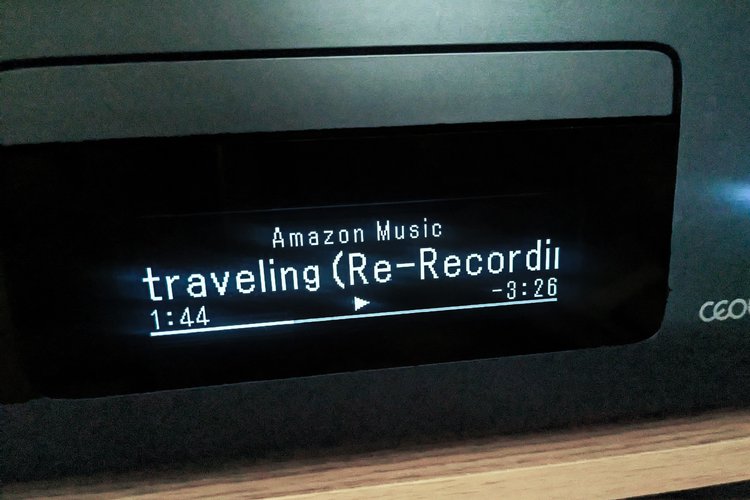 Amazon Music
traveling (Re-Recordi
1:44 -3:26